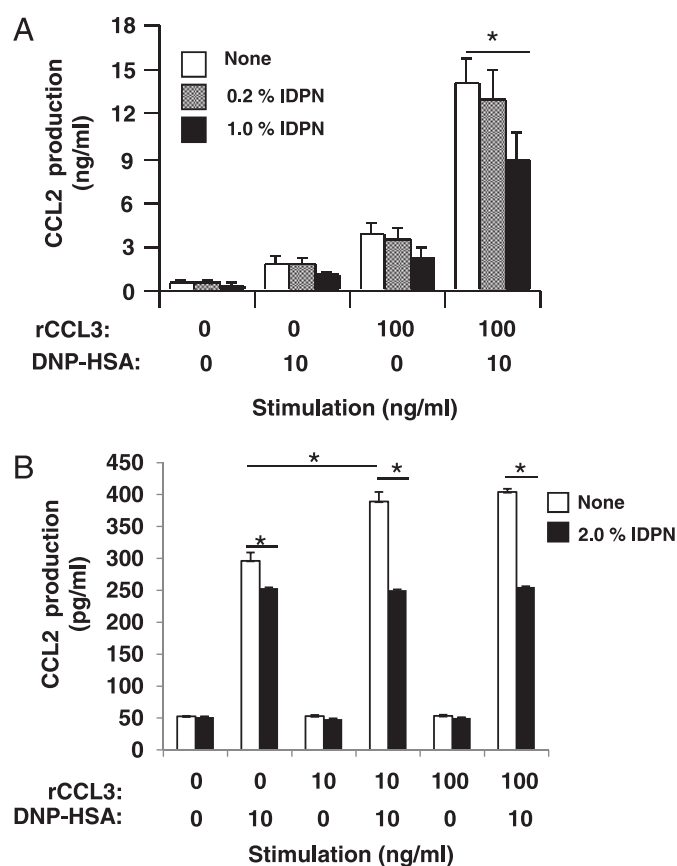 A
18
15
12
9
6
3
0
CCL2 production
(ng/ml)
None
0.2 % IDPN
1.0 % IDPN
*
rCCL3: 0 0 100 100
DNP-HSA: 0 10 0 10
Stimulation (ng/ml)
B
450
400
350
300
250
200
150
100
50
0
CCL2 production
(pg/ml)
* * * *
None
2.0 % IDPN
rCCL3: 0 0 10 10 100 100
DNP-HSA: 0 10 0 10 0 10
Stimulation (ng/ml)